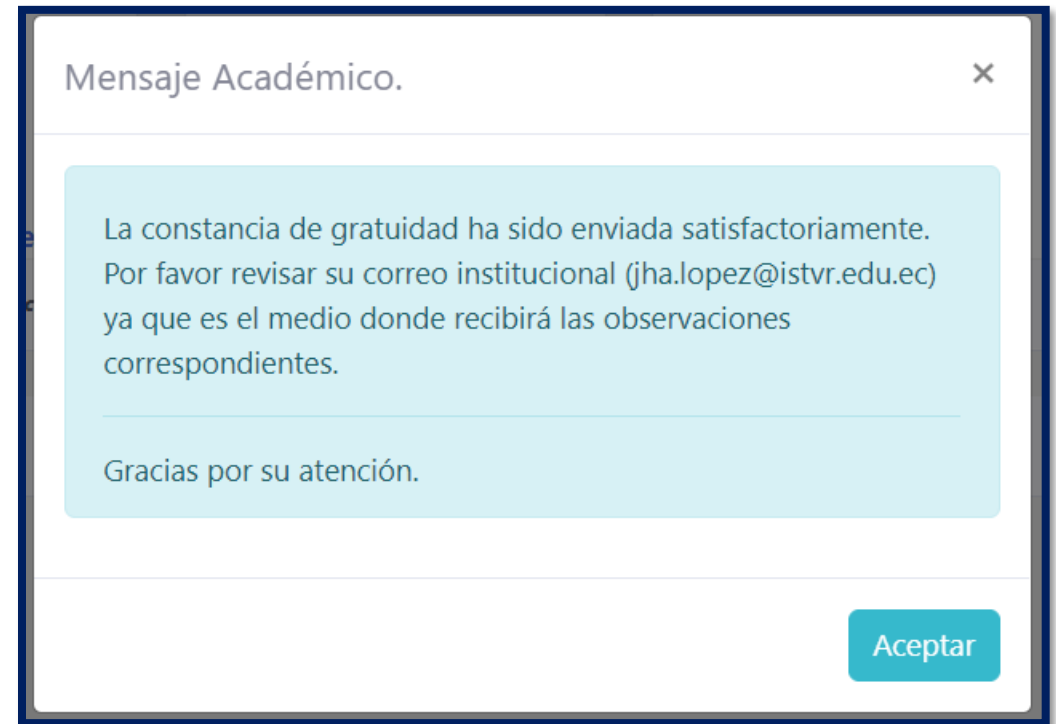 Mensaje Académico.
×
La constancia de gratuidad ha sido enviada satisfactoriamente.
Por favor revisar su correo institucional (jha.lopez@istvr.edu.ec)
ya que es el medio donde recibirá las observaciones
correspondientes.
Gracias por su atención.
Aceptar